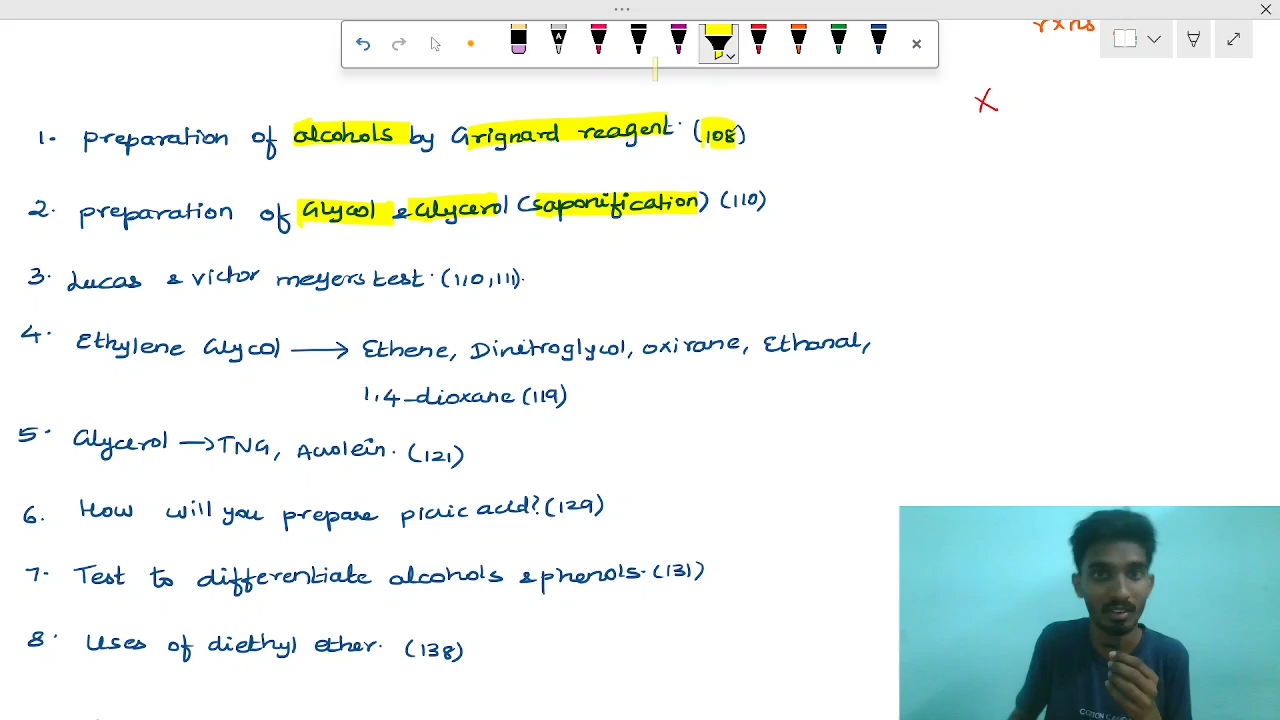 rxns
x
1. preparation of alcohols by Grignard reagent. (108)
2. preparation of Glycol & Glycerol (saponification) (110)
3. Lucas & victor meyers test. (110,111).
4. Ethylene Glycol → Ethene, Dinitroglycol, oxirane, Ethanal,
1,4-dioxane (119)
5. Glycerol → TNG, Acrolein. (121)
6. How will you prepare picric acid? (129)
7. Test to differentiate alcohols & phenols. (131)
8. Uses of diethyl ether. (138)